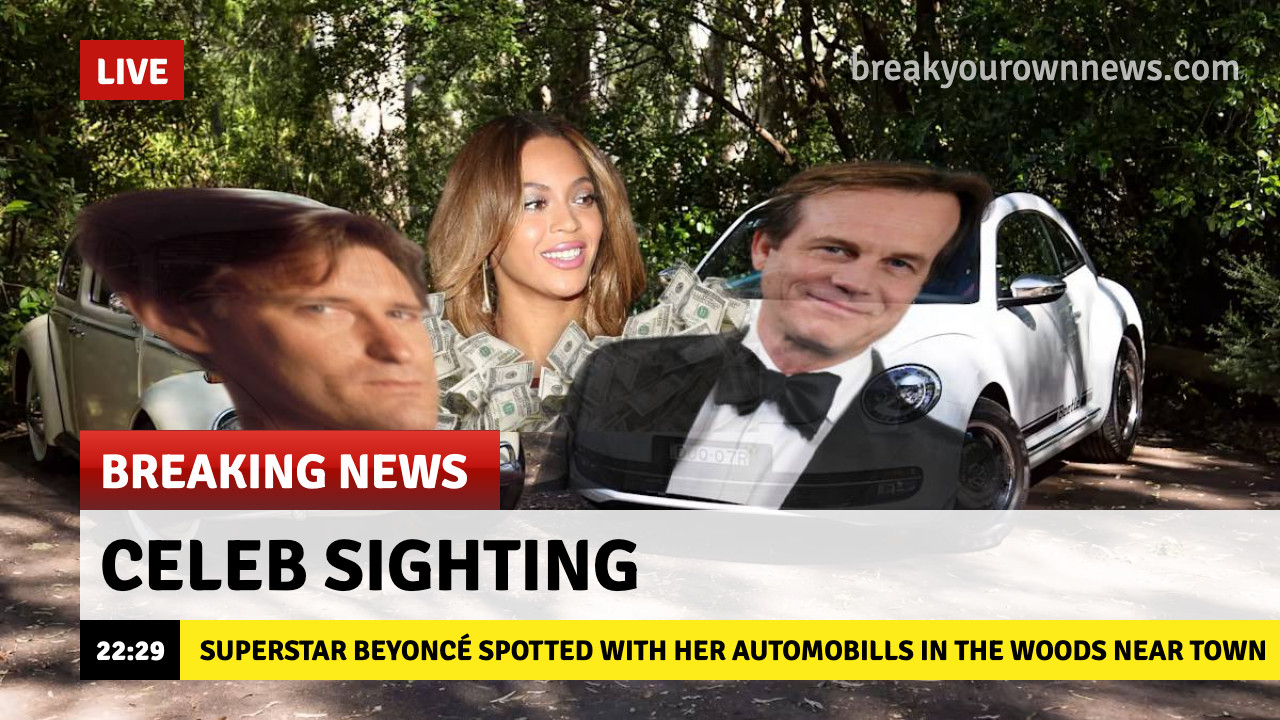 LIVE
breakyourownnews.com
BREAKING NEWS
CELEB SIGHTING
22:29
SUPERSTAR BEYONCÉ SPOTTED WITH HER AUTOMOBILLS IN THE WOODS NEAR TOWN